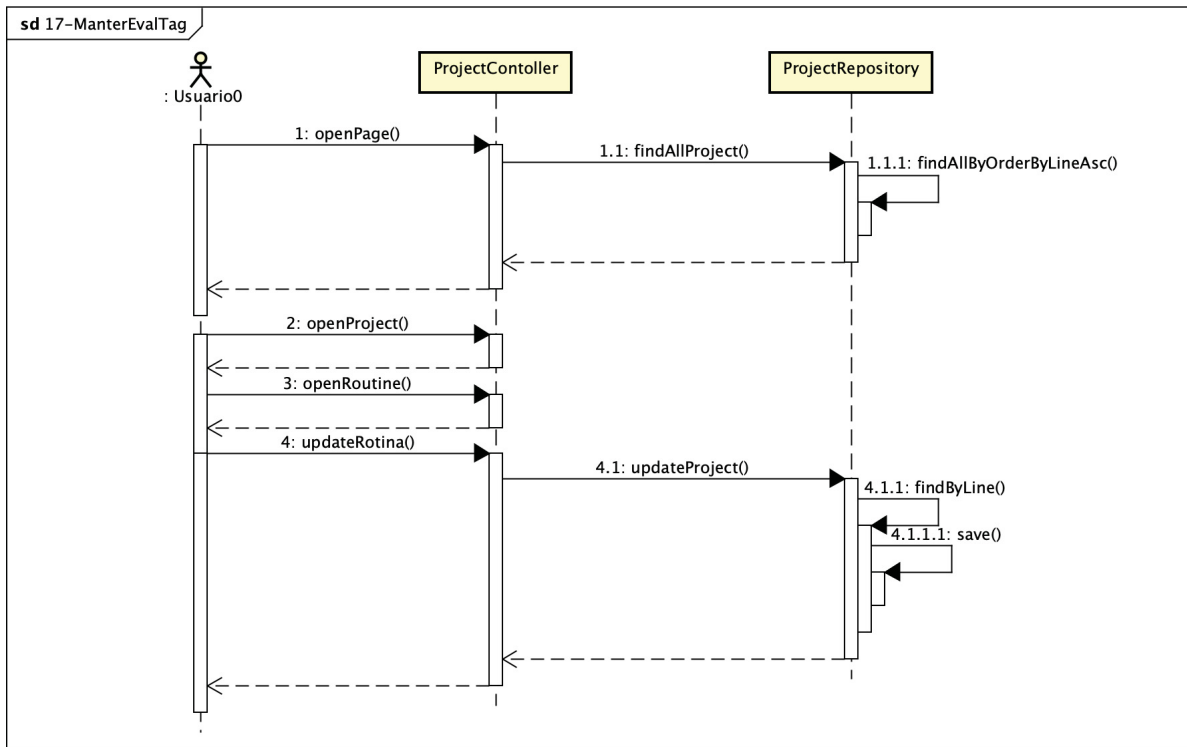 sd 17-ManterEvalTag
: Usuario0
ProjectContoller
ProjectRepository
1: openPage()
1.1: findAllProject()
1.1.1: findAllByOrderByLineAsc()
2: openProject()
3: openRoutine()
4: updateRotina()
4.1: updateProject()
4.1.1: findByLine()
4.1.1.1: save()